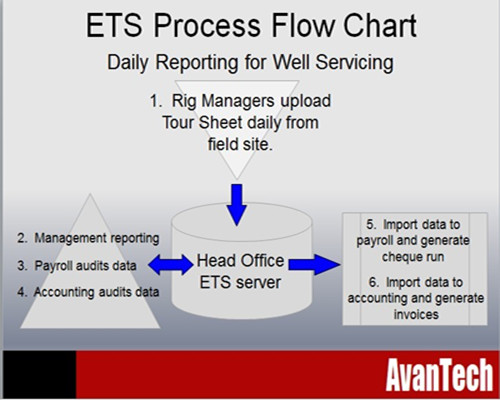 ETS Process Flow Chart
Daily Reporting for Well Servicing
1. Rig Managers upload
Tour Sheet daily from
field site.
2. Management reporting
3. Payroll audits data
4. Accounting audits data
Head Office
ETS server
5. Import data to
payroll and generate
cheque run
6. Import data to
accounting and generate
invoices
AvanTech